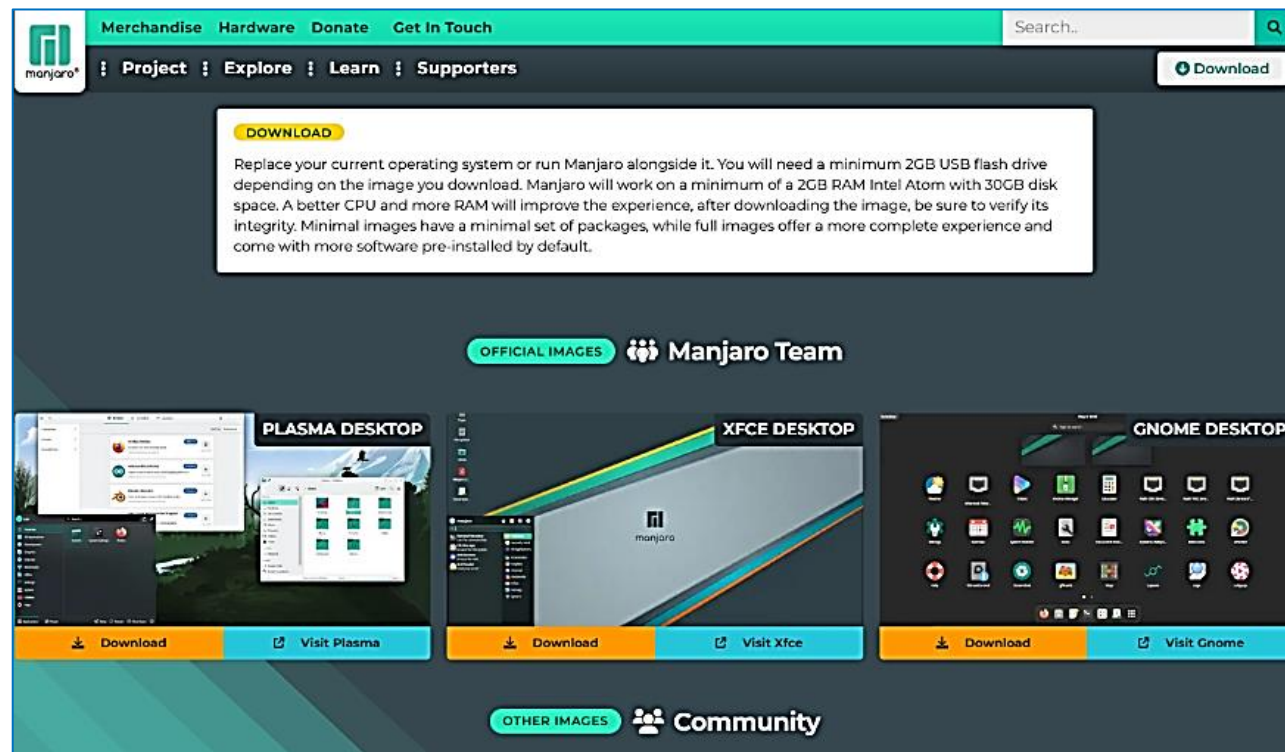 Merchandise Hardware Donate Get In Touch
Search..
manjaro
Project Explore Learn Supporters
Download
DOWNLOAD
Replace your current operating system or run Manjaro alongside it. You will need a minimum 2GB USB flash drive
depending on the image you download. Manjaro will work on a minimum of a 2GB RAM Intel Atom with 30GB disk
space. A better CPU and more RAM will improve the experience, after downloading the image, be sure to verify its
integrity. Minimal images have a minimal set of packages, while full images offer a more complete experience and
come with more software pre-installed by default.
OFFICIAL IMAGES Manjaro Team
PLASMA DESKTOP
XFCE DESKTOP
GNOME DESKTOP
manjaro
Download Visit Plasma
Download Visit Xfce
Download Visit Gnome
OTHER IMAGES Community